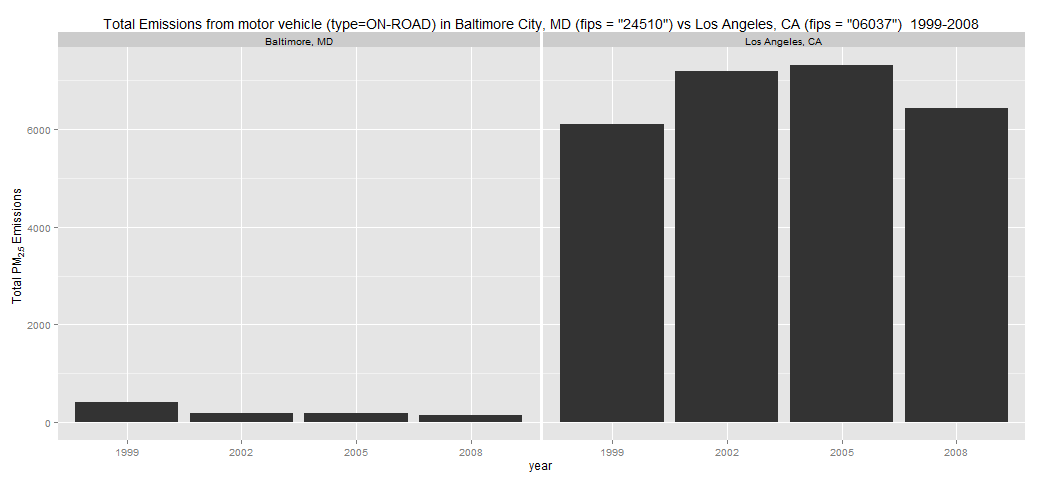 Total Emissions from motor vehicle (type=ON-ROAD) in Baltimore City, MD (fips = "24510") vs Los Angeles, CA (fips = "06037")  1999-2008
Baltimore, MD
Los Angeles, CA
Total PM2.5 Emissions
6000
4000
2000
0
1999 2002 2005 2008
1999 2002 2005 2008
year